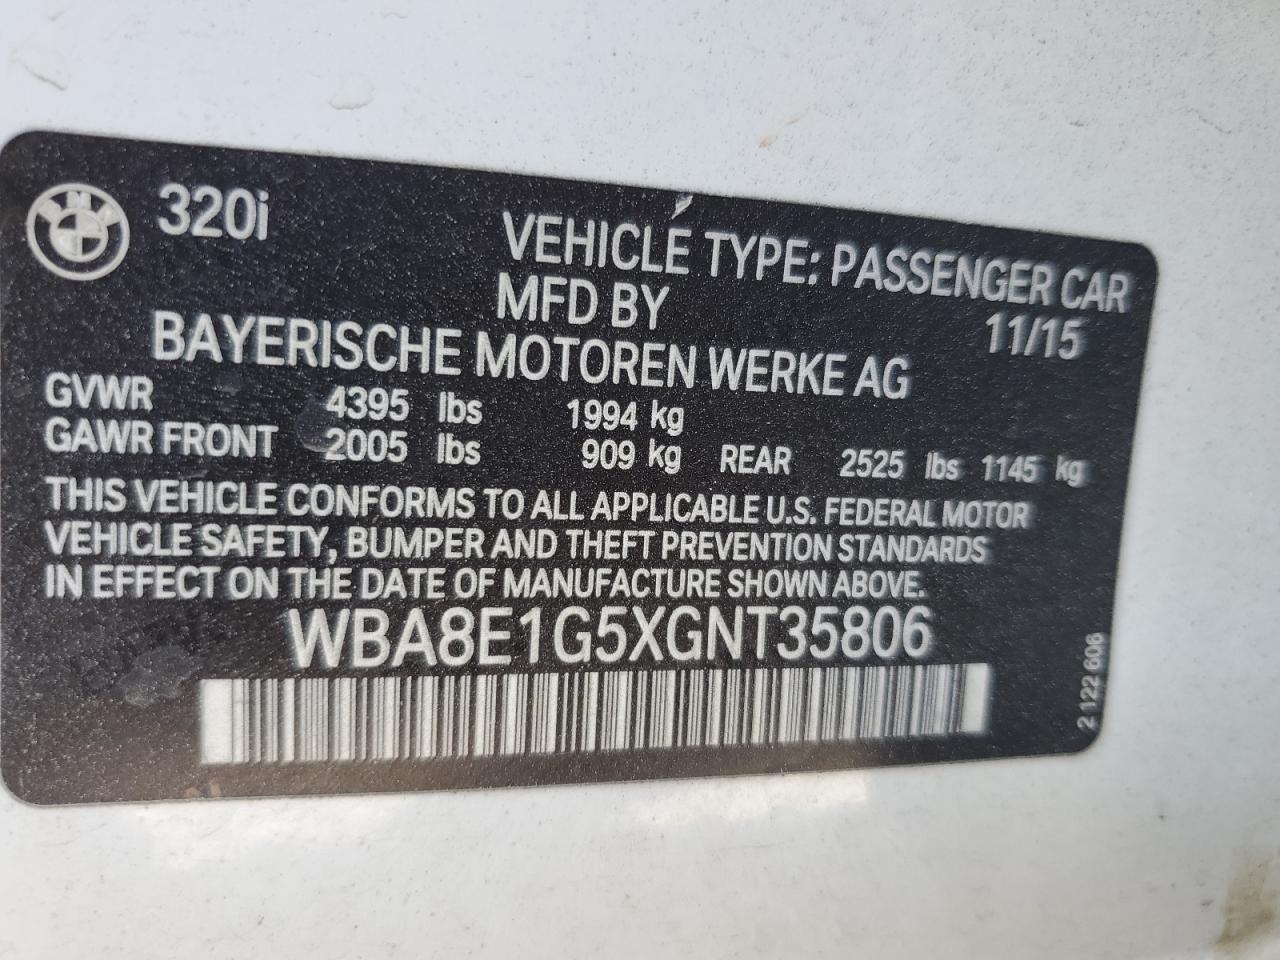 BMW 320i
VEHICLE TYPE: PASSENGER CAR
MFD BY 11/15
BAYERISCHE MOTOREN WERKE AG
GVWR 4395 lbs 1994 kg
GAWR FRONT 2005 lbs 909 kg REAR 2525 lbs 1145 kg
THIS VEHICLE CONFORMS TO ALL APPLICABLE U.S. FEDERAL MOTOR
VEHICLE SAFETY, BUMPER AND THEFT PREVENTION STANDARDS
IN EFFECT ON THE DATE OF MANUFACTURE SHOWN ABOVE.
WBA8E1G5XGNT35806
2 122 606